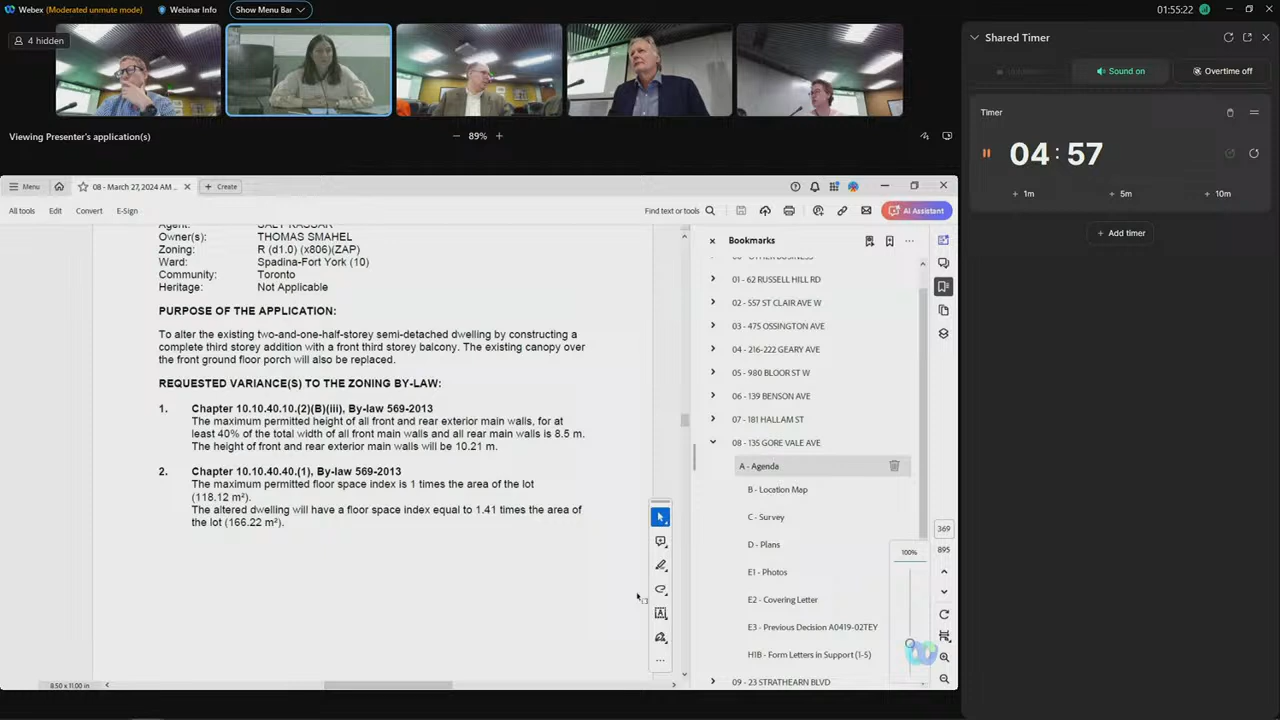 Webex (Moderated unmute mode) Webinar Info Show Menu Bar 01:55:22
4 hidden
Viewing Presenter's application(s) 89%
Shared Timer
Sound on Overtime off
Timer
04:57
+ 1m + 5m + 10m
+ Add timer
Menu 08 - March 27, 2024 AM ... + Create
All tools Edit Convert E-Sign Find text or tools AI Assistant
Owner(s): THOMAS SMAHEL
Zoning: R (d1.0) (x806)(ZAP)
Ward: Spadina-Fort York (10)
Community: Toronto
Heritage: Not Applicable
PURPOSE OF THE APPLICATION:
To alter the existing two-and-one-half-storey semi-detached dwelling by constructing a
complete third storey addition with a front third storey balcony. The existing canopy over
the front ground floor porch will also be replaced.
REQUESTED VARIANCE(S) TO THE ZONING BY-LAW:
1. Chapter 10.10.40.10.(2)(B)(iii), By-law 569-2013
The maximum permitted height of all front and rear exterior main walls, for at
least 40% of the total width of all front main walls and all rear main walls is 8.5 m.
The height of front and rear exterior main walls will be 10.21 m.
2. Chapter 10.10.40.40.(1), By-law 569-2013
The maximum permitted floor space index is 1 times the area of the lot
(118.12 m²).
The altered dwelling will have a floor space index equal to 1.41 times the area of
the lot (166.22 m²).
8.50 x 11.00 in
Bookmarks
01 - 62 RUSSELL HILL RD
02 - 557 ST CLAIR AVE W
03 - 475 OSSINGTON AVE
04 - 216-222 GEARY AVE
05 - 980 BLOOR ST W
06 - 139 BENSON AVE
07 - 181 HALLAM ST
08 - 135 GORE VALE AVE
A - Agenda
B - Location Map
C - Survey
D - Plans
E1 - Photos
E2 - Covering Letter
E3 - Previous Decision A0419-02TEY
H1B - Form Letters in Support (1-5)
09 - 23 STRATHEARN BLVD
369
895
100%